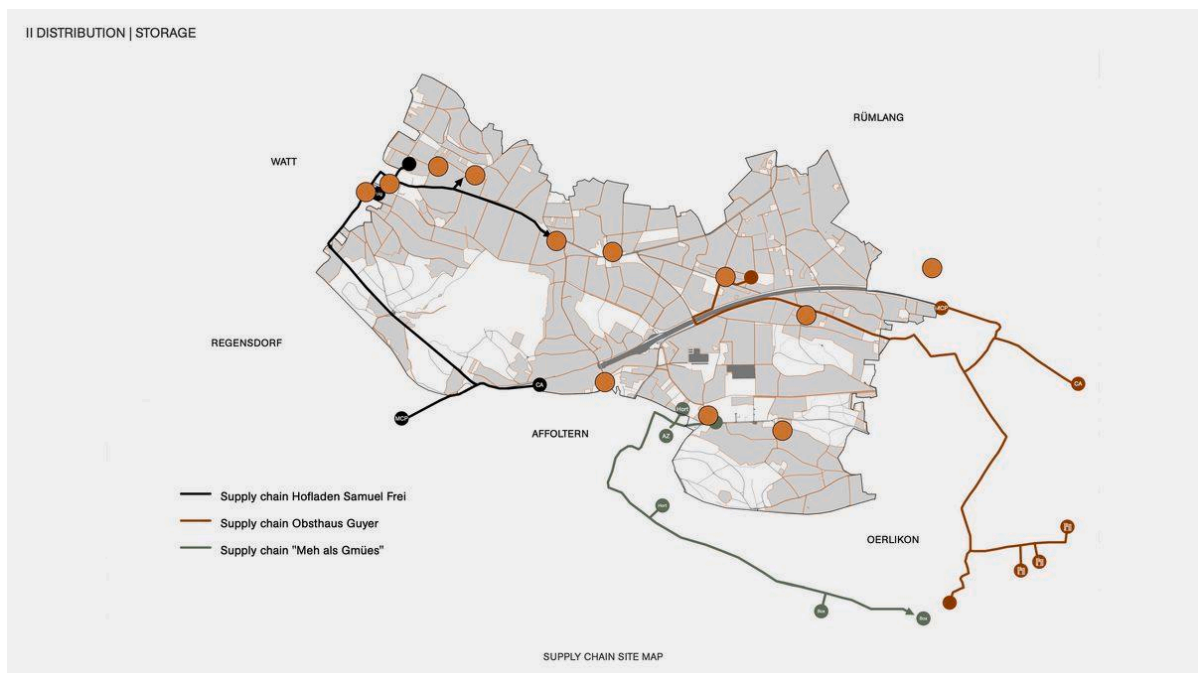 II DISTRIBUTION | STORAGE
RÜMLANG
WATT
REGENSDORF
CA
CA
AFFOLTERN
AZ
Supply chain Hofladen Samuel Frei
Supply chain Obsthaus Guyer
Supply chain "Meh als Gmües"
OERLIKON
SUPPLY CHAIN SITE MAP